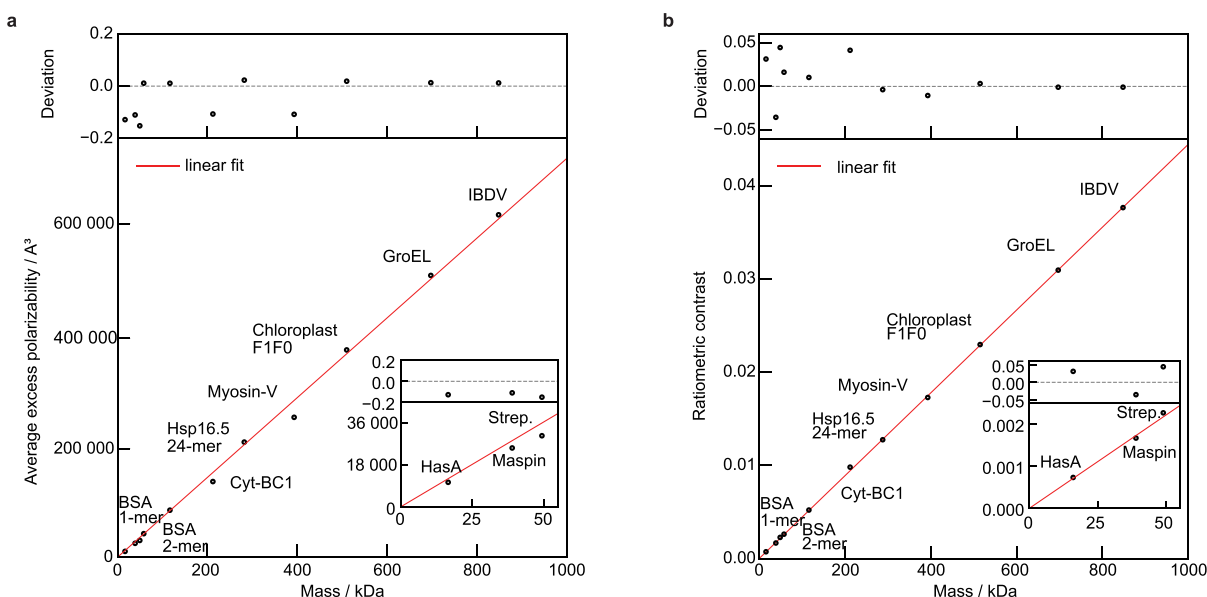 a
0.2
0.0
−0.2
Deviation
linear fit
600 000
400 000
200 000
0
Average excess polarizability / A³
IBDV
GroEL
Chloroplast
F1F0
Myosin-V
Hsp16.5
24-mer
Cyt-BC1
BSA
1-mer
BSA
2-mer
0.2
0.0
−0.2
36 000
18 000
0
25
50
Strep.
HasA
Maspin
0
200
400
600
800
1000
Mass / kDa
b
0.05
0.00
−0.05
Deviation
linear fit
0.04
0.03
0.02
0.01
0.00
Ratiometric contrast
IBDV
GroEL
Chloroplast
F1F0
Myosin-V
Hsp16.5
24-mer
Cyt-BC1
BSA
1-mer
BSA
2-mer
0.05
0.00
−0.05
0.002
0.001
0.000
0
25
50
Strep.
HasA
Maspin
0
200
400
600
800
1000
Mass / kDa